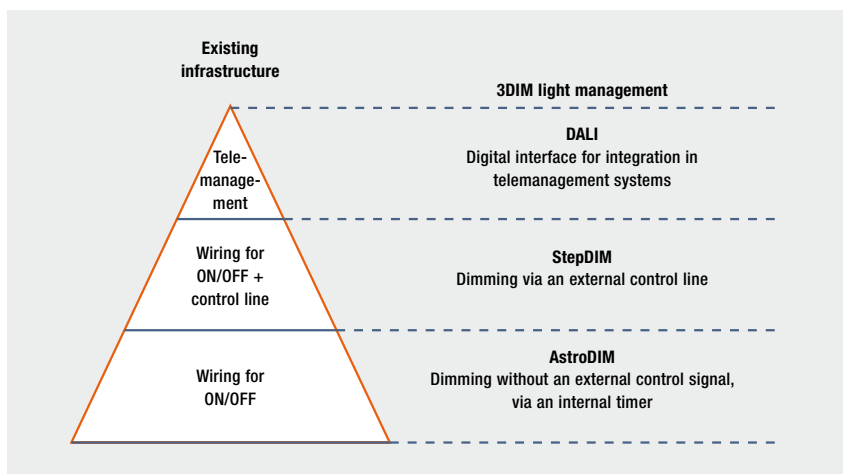 Existing
infrastructure
3DIM light management
Tele-
manage-
ment
DALI
Digital interface for integration in
telemanagement systems
Wiring for
ON/OFF +
control line
StepDIM
Dimming via an external control line
Wiring for
ON/OFF
AstroDIM
Dimming without an external control signal,
via an internal timer